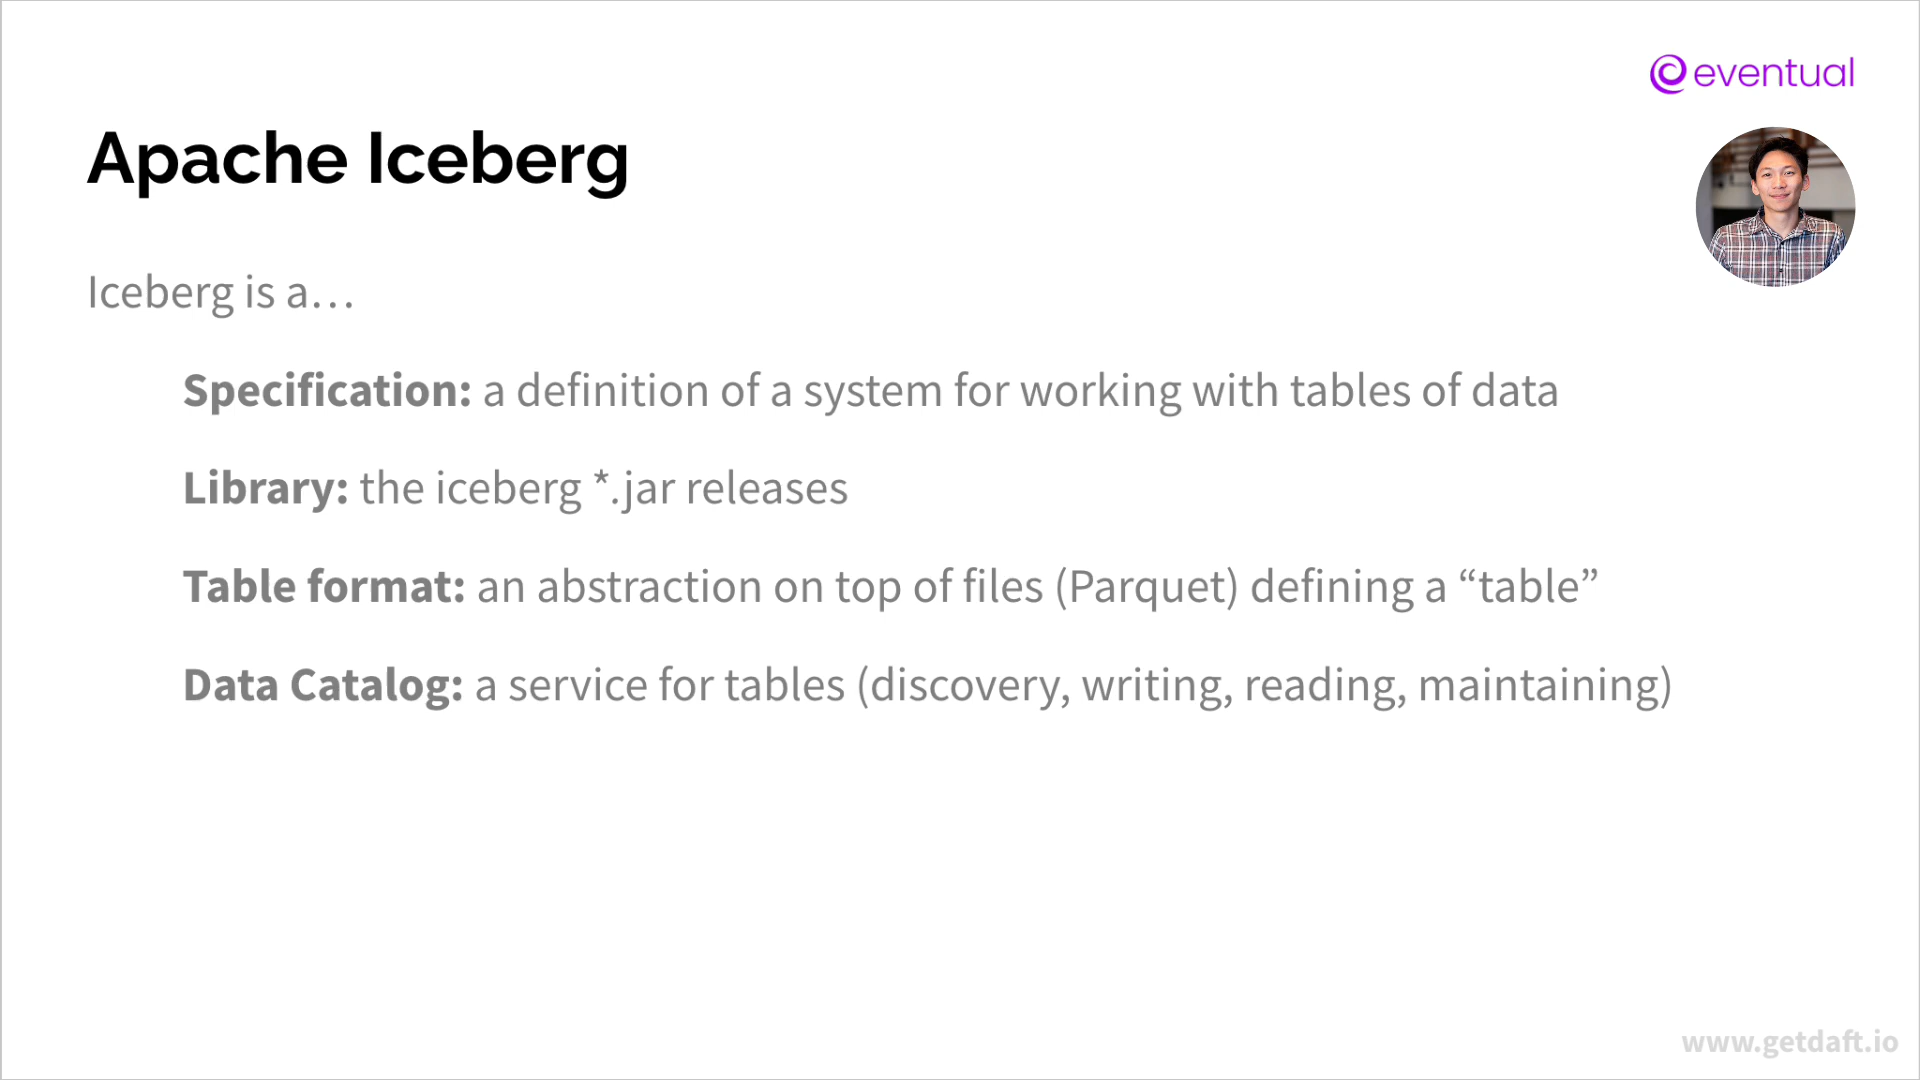 eventual
Apache Iceberg
Iceberg is a…
Specification: a definition of a system for working with tables of data
Library: the iceberg *.jar releases
Table format: an abstraction on top of files (Parquet) defining a “table”
Data Catalog: a service for tables (discovery, writing, reading, maintaining)
www.getdaft.io